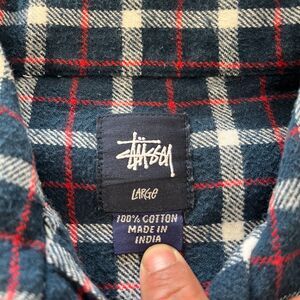 Stüssy
LARGE
100% COTTON
MADE IN
INDIA